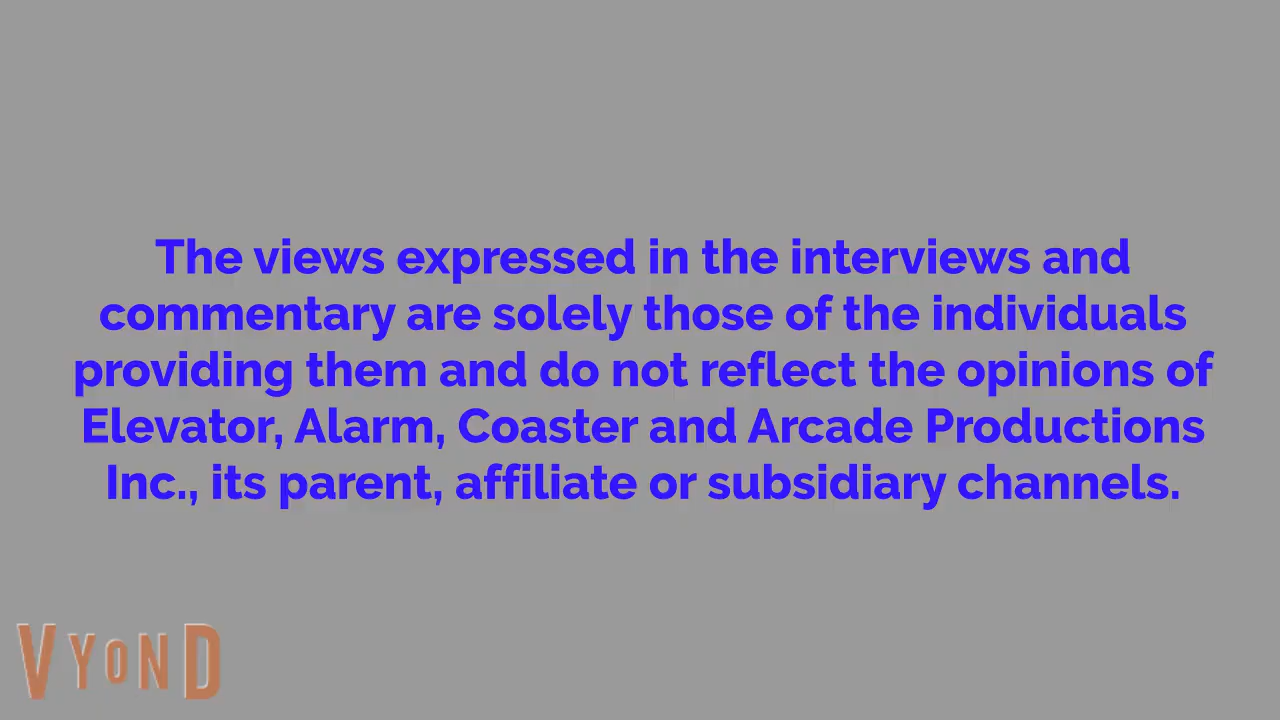 The views expressed in the interviews and
commentary are solely those of the individuals
providing them and do not reflect the opinions of
Elevator, Alarm, Coaster and Arcade Productions
Inc., its parent, affiliate or subsidiary channels.
VYOND